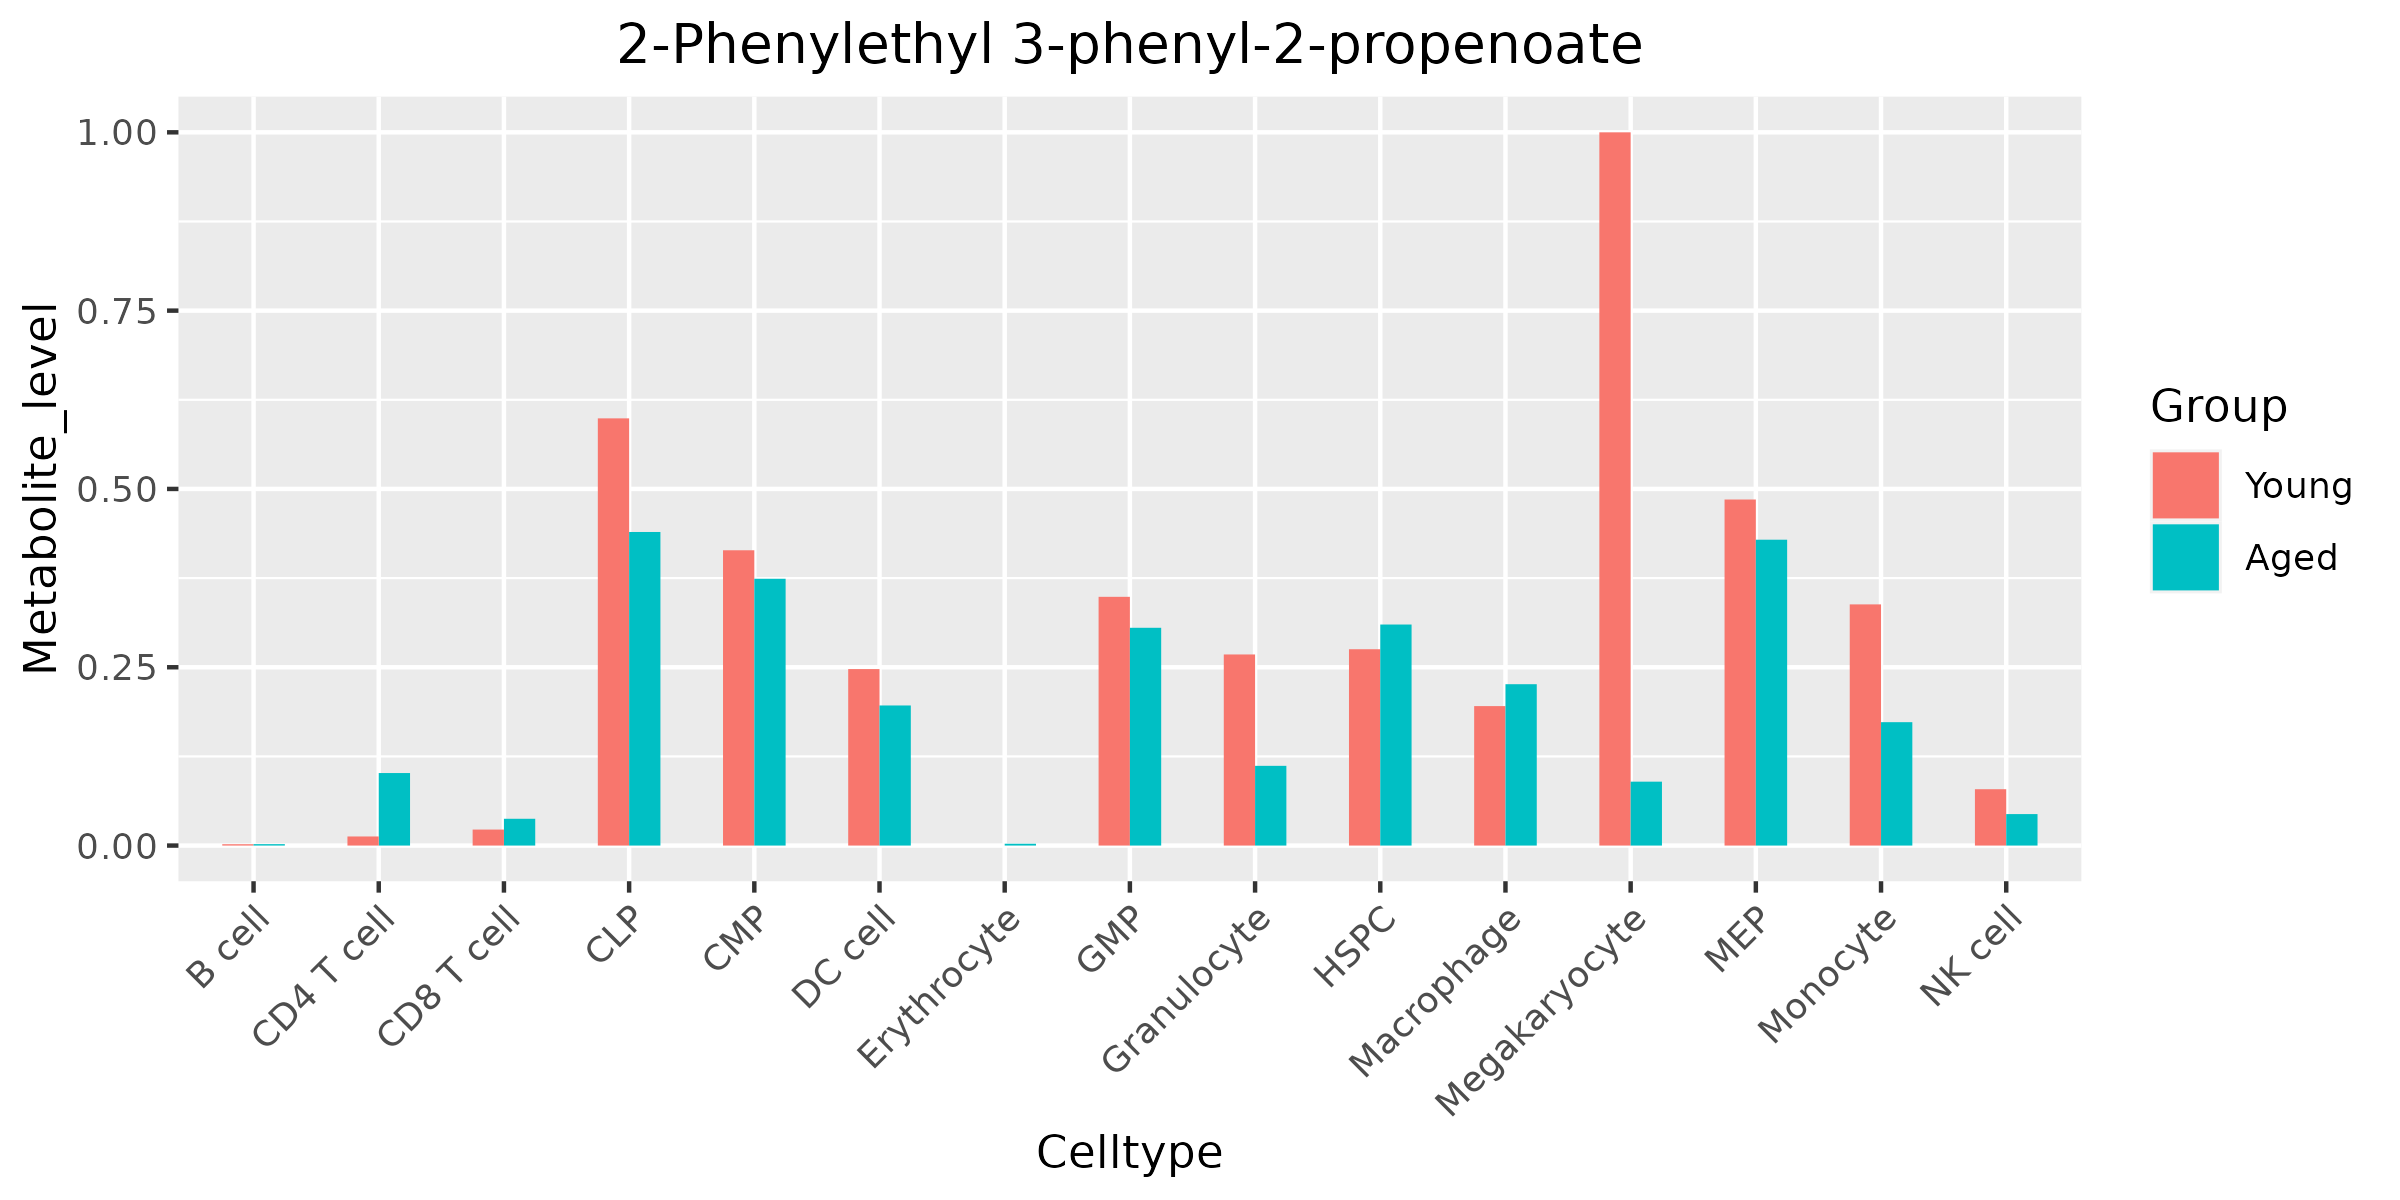 2-Phenylethyl 3-phenyl-2-propenoate
Metabolite_level
1.00
0.75
0.50
0.25
0.00
B cell
CD4 T cell
CD8 T cell
CLP
CMP
DC cell
Erythrocyte
GMP
Granulocyte
HSPC
Macrophage
Megakaryocyte
MEP
Monocyte
NK cell
Celltype
Group
Young
Aged